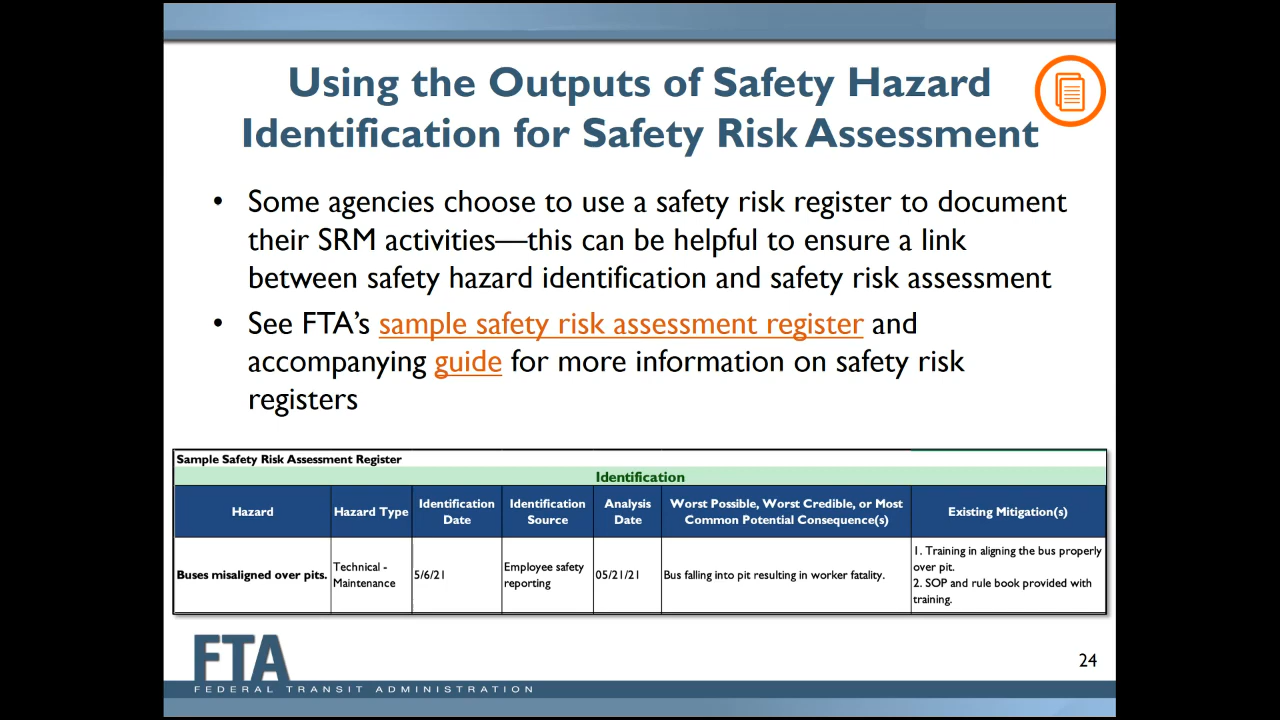 Using the Outputs of Safety Hazard
Identification for Safety Risk Assessment
• Some agencies choose to use a safety risk register to document
their SRM activities—this can be helpful to ensure a link
between safety hazard identification and safety risk assessment
• See FTA’s sample safety risk assessment register and
accompanying guide for more information on safety risk
registers
Sample Safety Risk Assessment Register
Identification
Hazard
Hazard Type
Identification
Date
Identification
Source
Analysis
Date
Worst Possible, Worst Credible, or Most
Common Potential Consequence(s)
Existing Mitigation(s)
Buses misaligned over pits.
Technical -
Maintenance
5/6/21
Employee safety
reporting
05/21/21
Bus falling into pit resulting in worker fatality.
1. Training in aligning the bus properly
over pit.
2. SOP and rule book provided with
training.
FTA
FEDERAL TRANSIT ADMINISTRATION
24